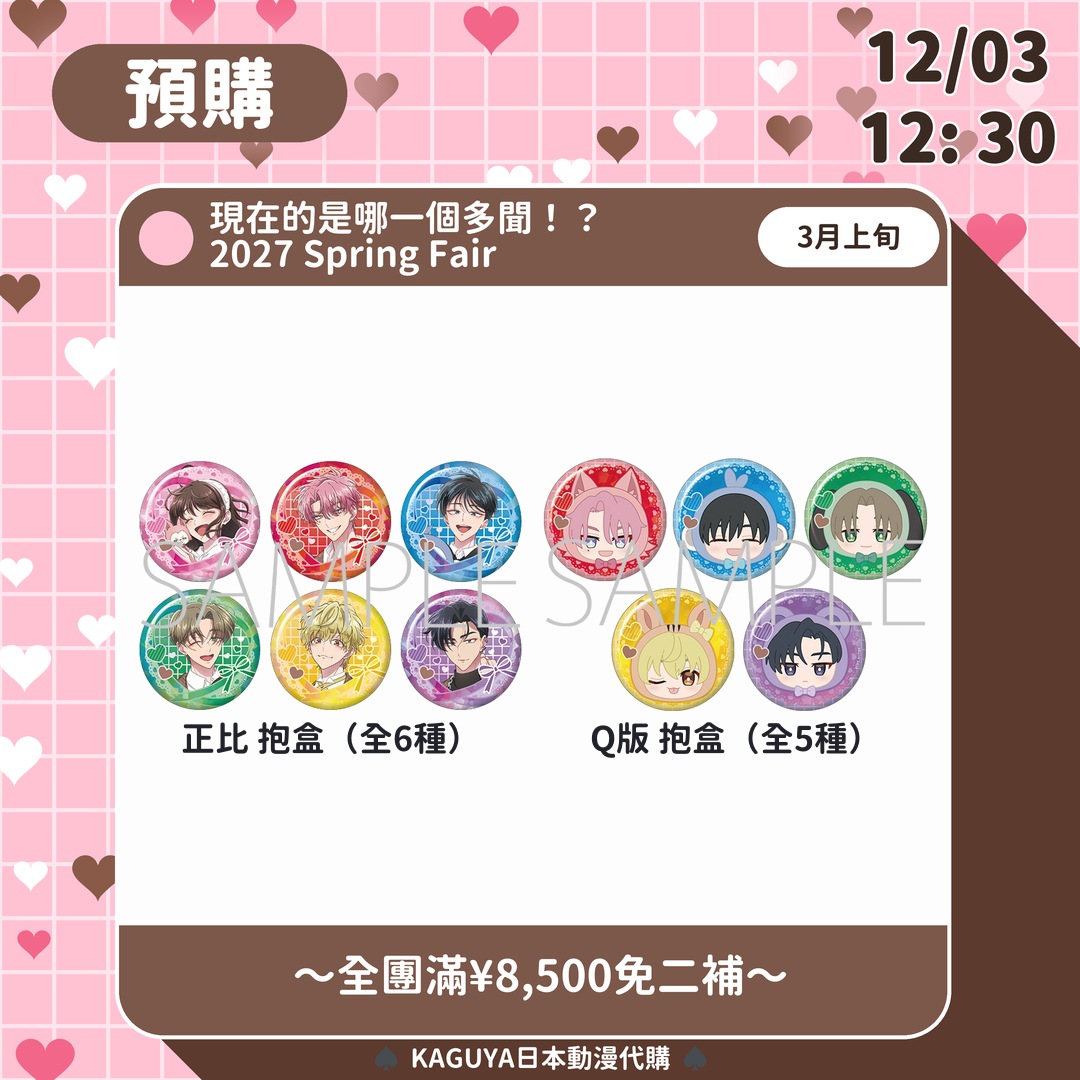 預購
12/03
12:30
現在的是哪一個多聞！？
2027 Spring Fair
3月上旬
SAMPLE SAMPLE
正比 抱盒（全6種）
Q版 抱盒（全5種）
～全團滿¥8,500免二補～
♠ KAGUYA日本動漫代購 ♠